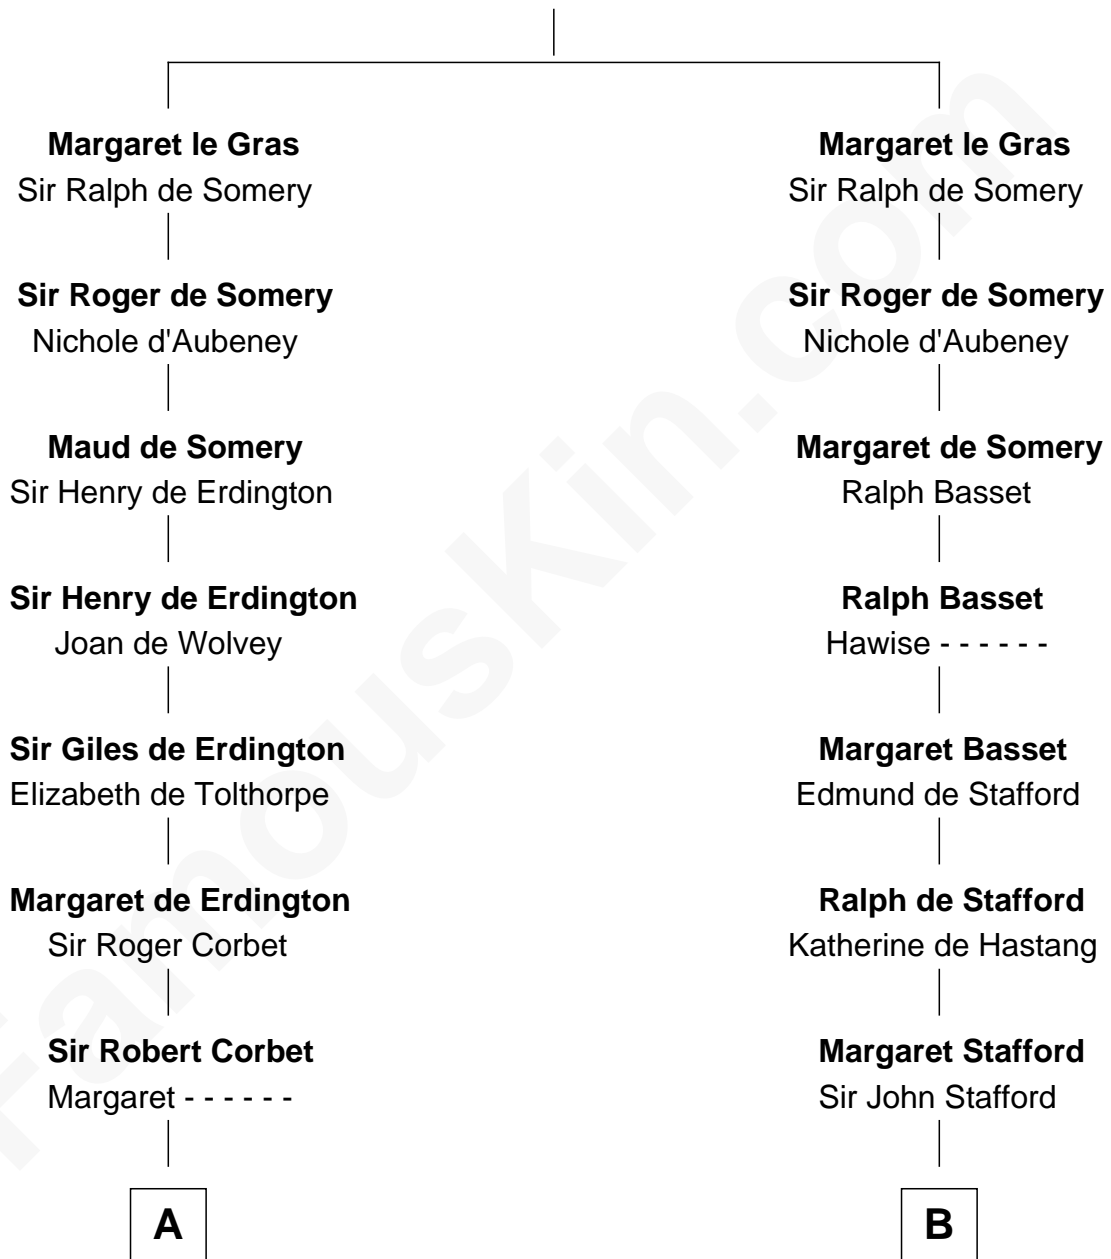 Margaret le Gras
Sir Ralph de Somery
Sir Roger de Somery
Nichole d'Aubeney
Maud de Somery
Sir Henry de Erdington
Sir Henry de Erdington
Joan de Wolvey
Sir Giles de Erdington
Elizabeth de Tolthorpe
Margaret de Erdington
Sir Roger Corbet
Sir Robert Corbet
Margaret - - - - - -
A
Margaret le Gras
Sir Ralph de Somery
Sir Roger de Somery
Nichole d'Aubeney
Margaret de Somery
Ralph Basset
Ralph Basset
Hawise - - - - - -
Margaret Basset
Edmund de Stafford
Ralph de Stafford
Katherine de Hastang
Margaret Stafford
Sir John Stafford
B
FamousKin.com